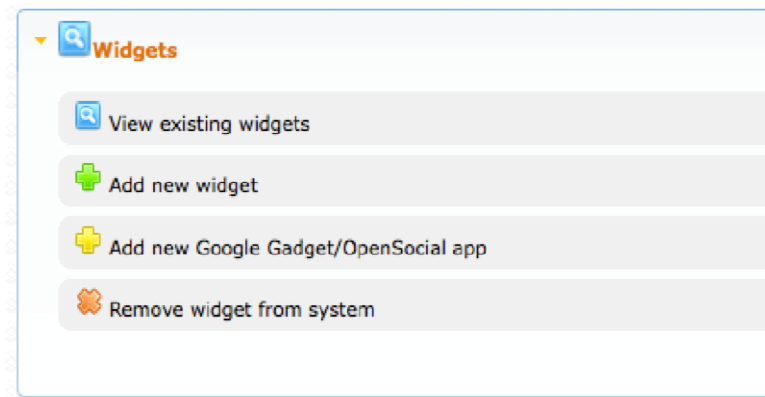 Widgets
View existing widgets
Add new widget
Add new Google Gadget/OpenSocial app
Remove widget from system